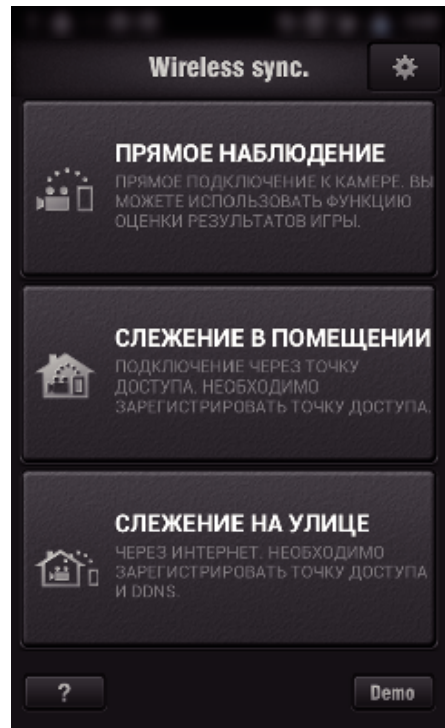 Wireless sync.
ПРЯМОЕ НАБЛЮДЕНИЕ
ПРЯМОЕ ПОДКЛЮЧЕНИЕ К КАМЕРЕ. ВЫ
МОЖЕТЕ ИСПОЛЬЗОВАТЬ ФУНКЦИЮ
ОЦЕНКИ РЕЗУЛЬТАТОВ ИГРЫ.
СЛЕЖЕНИЕ В ПОМЕЩЕНИИ
ПОДКЛЮЧЕНИЕ ЧЕРЕЗ ТОЧКУ
ДОСТУПА. НЕОБХОДИМО
ЗАРЕГИСТРИРОВАТЬ ТОЧКУ ДОСТУПА.
СЛЕЖЕНИЕ НА УЛИЦЕ
ЧЕРЕЗ ИНТЕРНЕТ. НЕОБХОДИМО
ЗАРЕГИСТРИРОВАТЬ ТОЧКУ ДОСТУПА
И DDNS.
? Demo